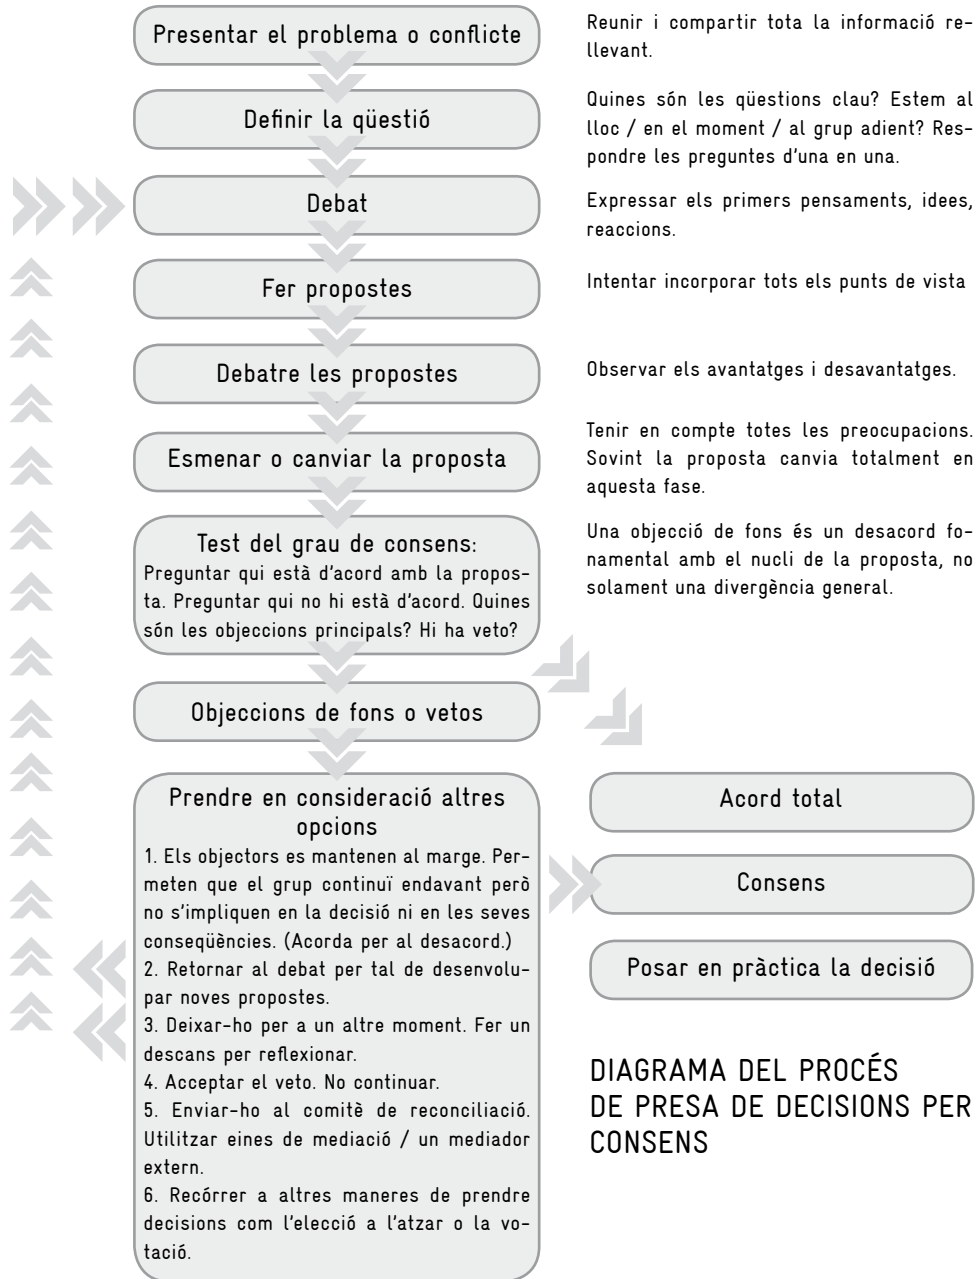 Presentar el problema o conflicte
Reunir i compartir tota la informació re-
llevant.
Definir la qüestió
Quines són les qüestions clau? Estem al
lloc / en el moment / al grup adient? Res-
pondre les preguntes d'una en una.
Debat
Expressar els primers pensaments, idees,
reaccions.
Fer propostes
Intentar incorporar tots els punts de vista
Debatre les propostes
Observar els avantatges i desavantatges.
Esmenar o canviar la proposta
Tenir en compte totes les preocupacions.
Sovint la proposta canvia totalment en
aquesta fase.
Test del grau de consens:
Preguntar qui està d'acord amb la propos-
ta. Preguntar qui no hi està d'acord. Quines
són les objeccions principals? Hi ha veto?
Una objecció de fons és un desacord fo-
namental amb el nucli de la proposta, no
solament una divergència general.
Objeccions de fons o vetos
Prendre en consideració altres
opcions
1. Els objectors es mantenen al marge. Per-
meten que el grup continuï endavant però
no s'impliquen en la decisió ni en les seves
conseqüències. (Acorda per al desacord.)
2. Retornar al debat per tal de desenvolu-
par noves propostes.
3. Deixar-ho per a un altre moment. Fer un
descans per reflexionar.
4. Acceptar el veto. No continuar.
5. Enviar-ho al comitè de reconciliació.
Utilitzar eines de mediació / un mediador
extern.
6. Recórrer a altres maneres de prendre
decisions com l'elecció a l'atzar o la vo-
tació.
Acord total
Consens
Posar en pràctica la decisió
DIAGRAMA DEL PROCÉS
DE PRESA DE DECISIONS PER
CONSENS